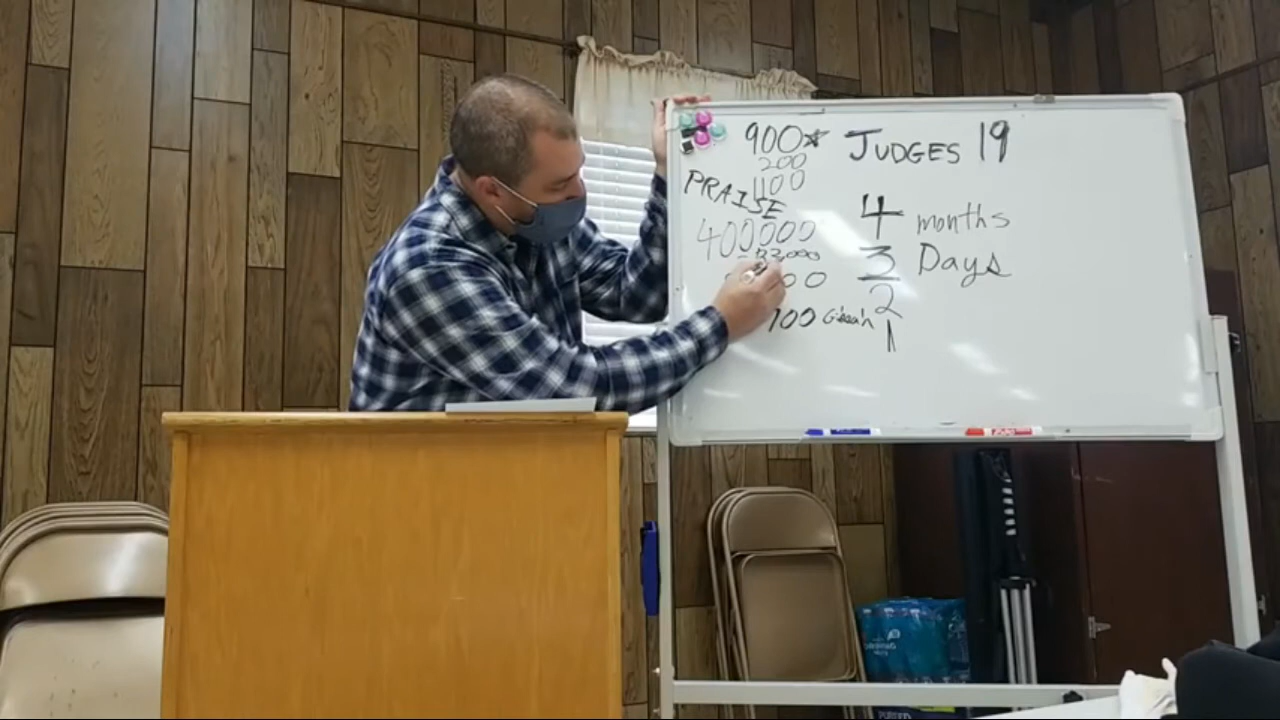 900☆ JUDGES 19
200
1100
PRAISE
4 months
400000
3 Days
2
700 Gibeah
1